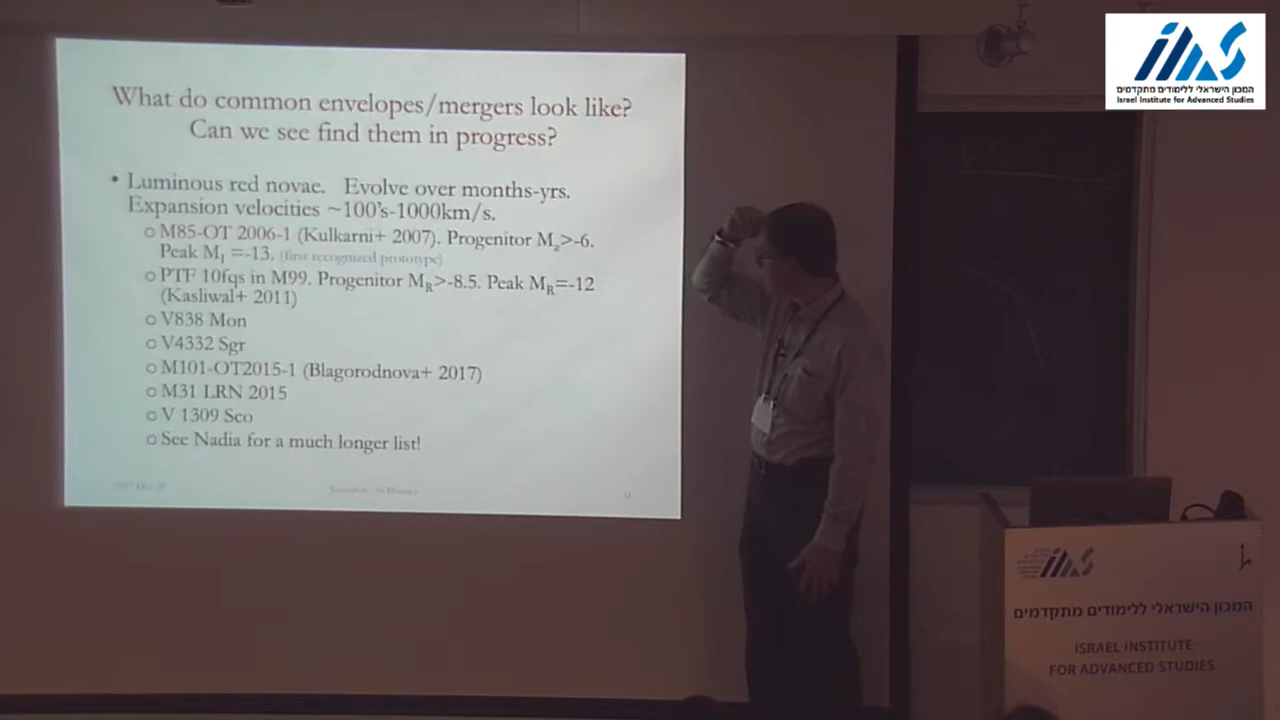 What do common envelopes/mergers look like?
Can we see find them in progress?
• Luminous red novae. Evolve over months-yrs.
Expansion velocities ~100's-1000km/s.
o M85-OT 2006-1 (Kulkarni+ 2007). Progenitor Mz>-6.
Peak MI =-13. (first recognized prototype)
o PTF 10fqs in M99. Progenitor MR>-8.5. Peak MR=-12
(Kasliwal+ 2011)
o V838 Mon
o V4332 Sgr
o M101-OT2015-1 (Blagorodnova+ 2017)
o M31 LRN 2015
o V 1309 Sco
o See Nadia for a much longer list!
המכון הישראלי ללימודים מתקדמים
Israel Institute for Advanced Studies
המכון הישראלי ללימודים מתקדמים
ISRAEL INSTITUTE
FOR ADVANCED STUDIES